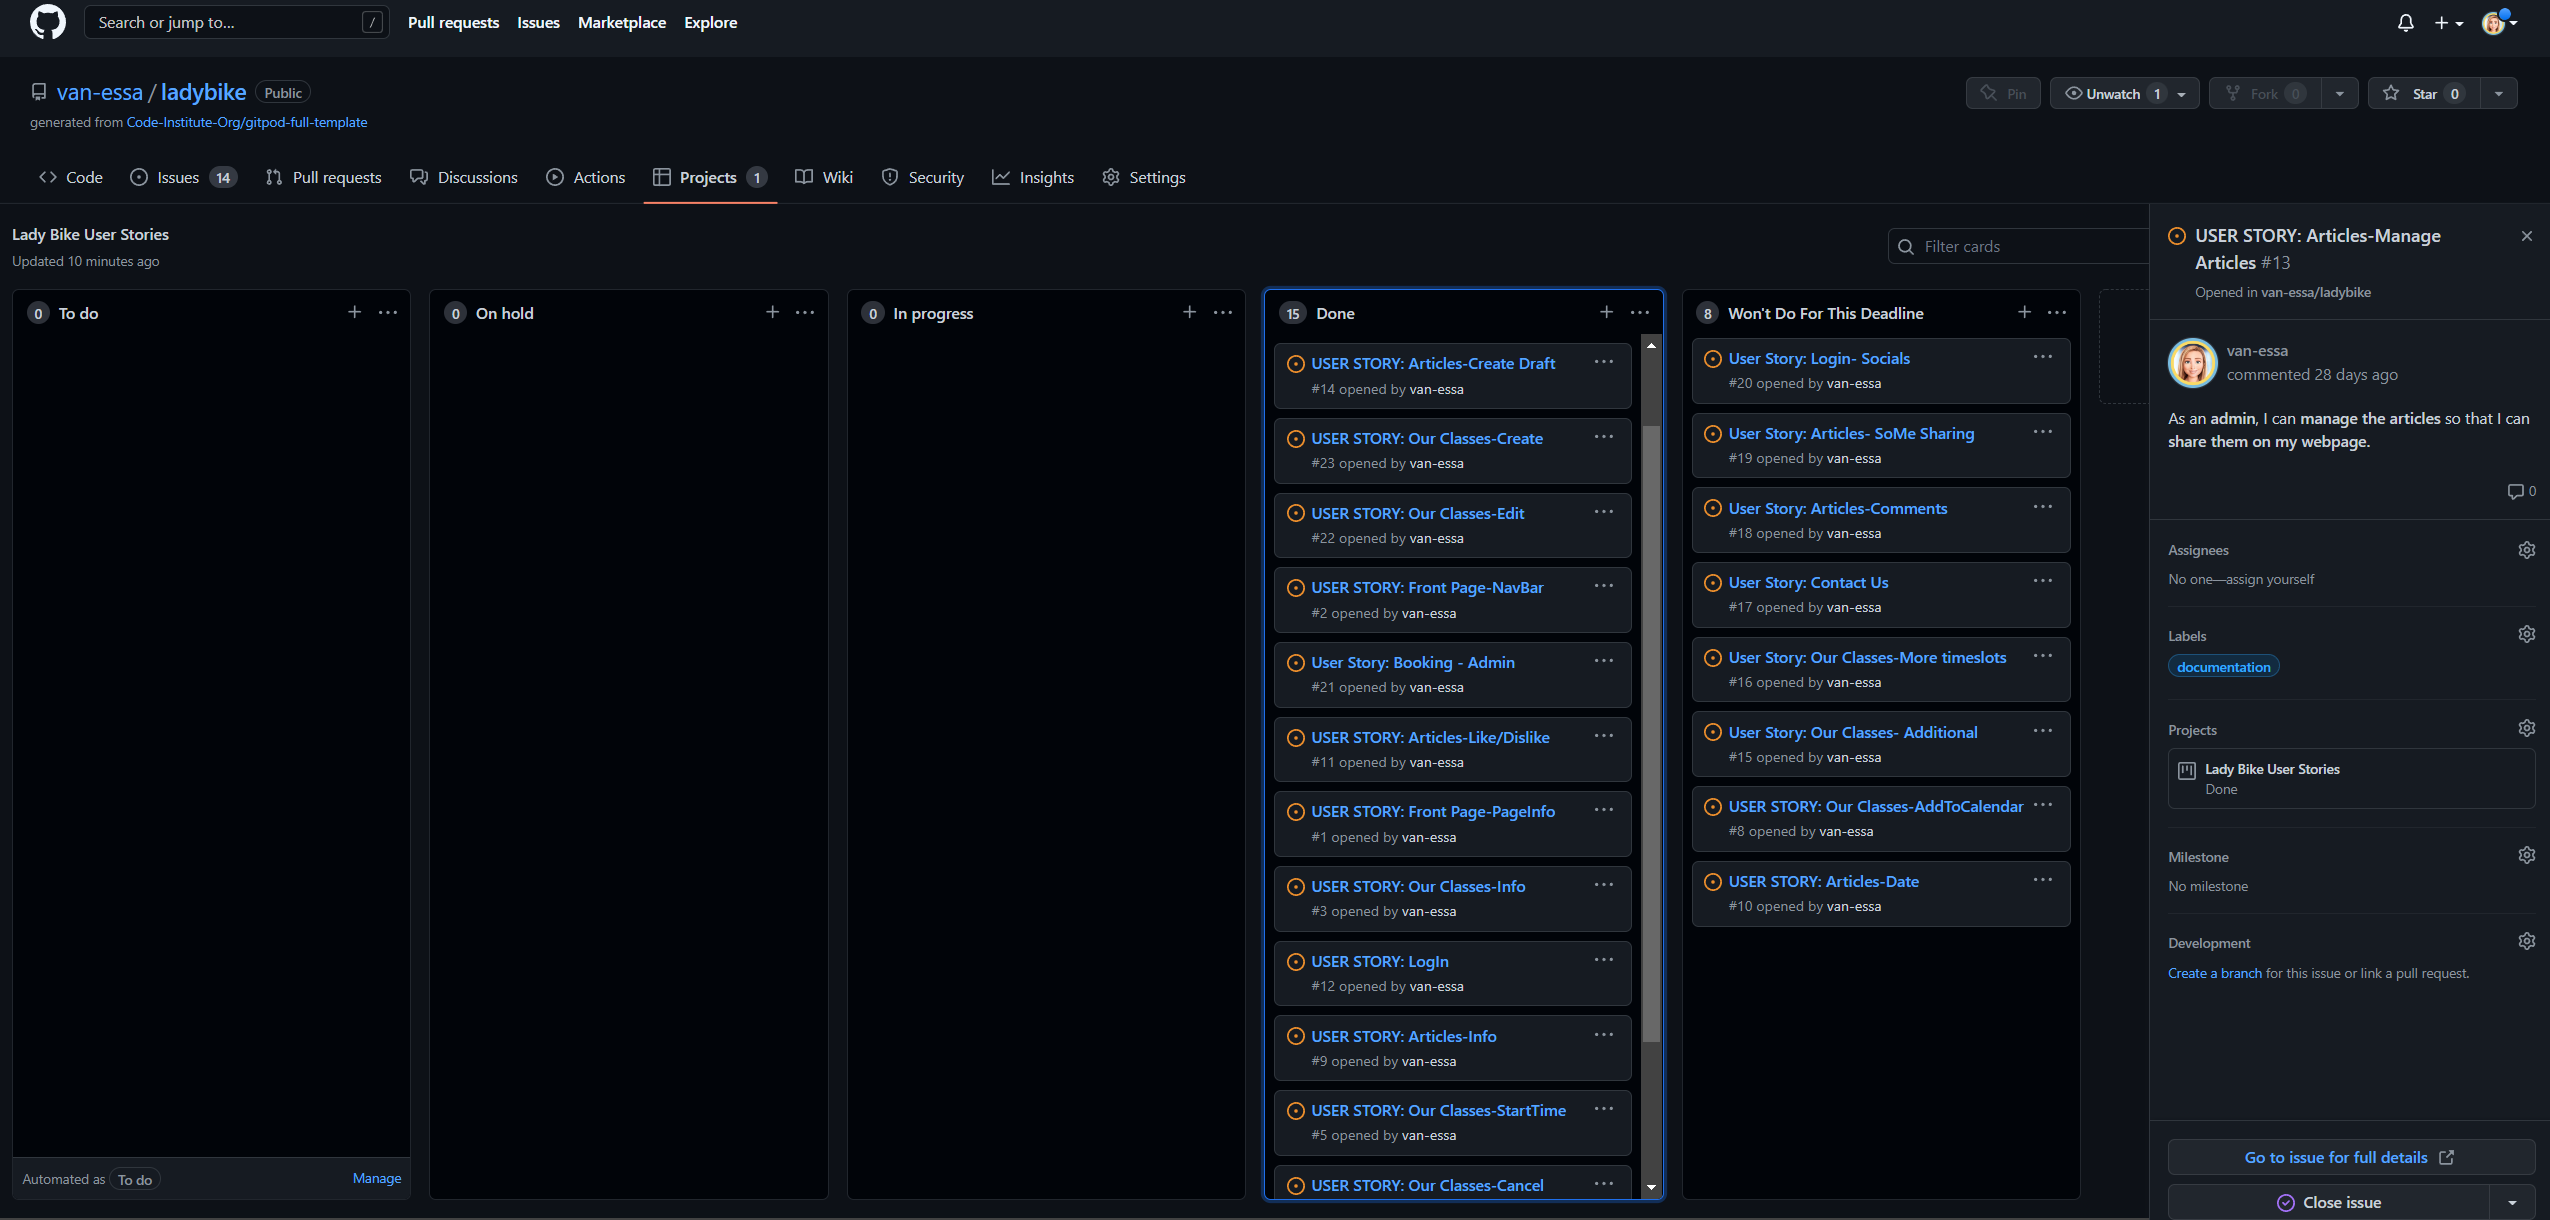 Search or jump to...
/
Pull requests
Issues
Marketplace
Explore
van-essa / ladybike
Public
generated from Code-Institute-Org/gitpod-full-template
Pin
Unwatch 1
Fork 0
Star 0
Code
Issues 14
Pull requests
Discussions
Actions
Projects 1
Wiki
Security
Insights
Settings
Lady Bike User Stories
Updated 10 minutes ago
Filter cards
0 To do
Automated as To do
Manage
0 On hold
0 In progress
15 Done
USER STORY: Articles-Create Draft
#14 opened by van-essa
USER STORY: Our Classes-Create
#23 opened by van-essa
USER STORY: Our Classes-Edit
#22 opened by van-essa
USER STORY: Front Page-NavBar
#2 opened by van-essa
User Story: Booking - Admin
#21 opened by van-essa
USER STORY: Articles-Like/Dislike
#11 opened by van-essa
USER STORY: Front Page-PageInfo
#1 opened by van-essa
USER STORY: Our Classes-Info
#3 opened by van-essa
USER STORY: LogIn
#12 opened by van-essa
USER STORY: Articles-Info
#9 opened by van-essa
USER STORY: Our Classes-StartTime
#5 opened by van-essa
USER STORY: Our Classes-Cancel
8 Won't Do For This Deadline
User Story: Login- Socials
#20 opened by van-essa
User Story: Articles- SoMe Sharing
#19 opened by van-essa
User Story: Articles-Comments
#18 opened by van-essa
User Story: Contact Us
#17 opened by van-essa
User Story: Our Classes-More timeslots
#16 opened by van-essa
User Story: Our Classes- Additional
#15 opened by van-essa
USER STORY: Our Classes-AddToCalendar
#8 opened by van-essa
USER STORY: Articles-Date
#10 opened by van-essa
USER STORY: Articles-Manage
Articles #13
Opened in van-essa/ladybike
van-essa
commented 28 days ago
As an admin, I can manage the articles so that I can
share them on my webpage.
0
Assignees
No one—assign yourself
Labels
documentation
Projects
Lady Bike User Stories
Done
Milestone
No milestone
Development
Create a branch for this issue or link a pull request.
Go to issue for full details
Close issue